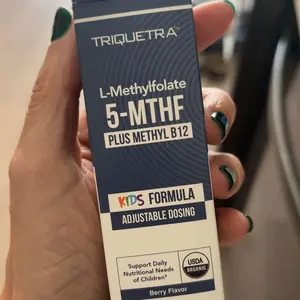 TRIQUETRA™
L-Methylfolate
5-MTHF
PLUS METHYL B12
KIDS FORMULA
ADJUSTABLE DOSING
Support Daily
Nutritional Needs
of Children*
USDA
ORGANIC
Berry Flavor